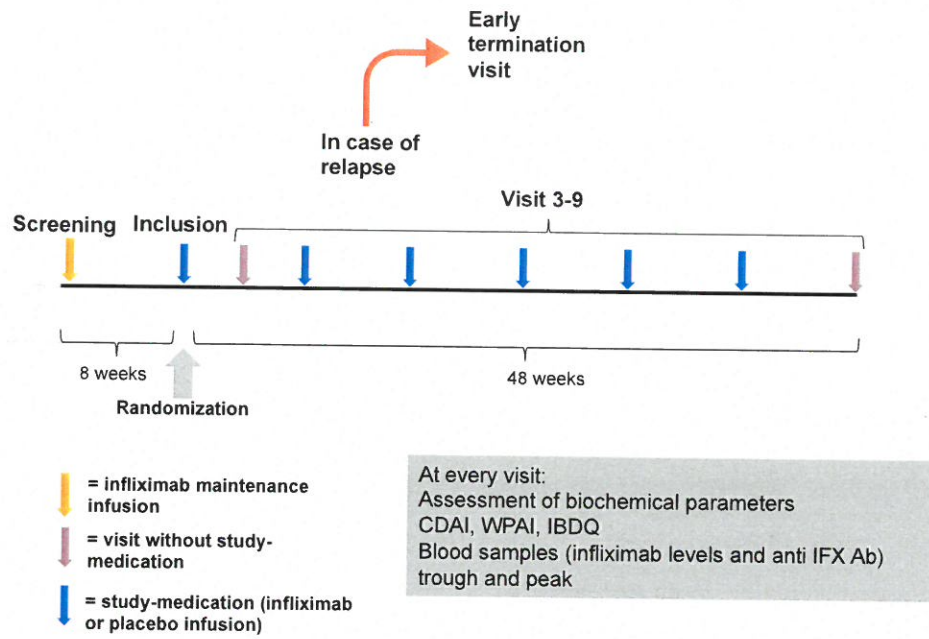 Early
termination
visit
In case of
relapse
Visit 3-9
Screening
Inclusion
8 weeks
48 weeks
Randomization
= infliximab maintenance
infusion
= visit without study-
medication
= study-medication (infliximab
or placebo infusion)
At every visit:
Assessment of biochemical parameters
CDAI, WPAI, IBDQ
Blood samples (infliximab levels and anti IFX Ab)
trough and peak